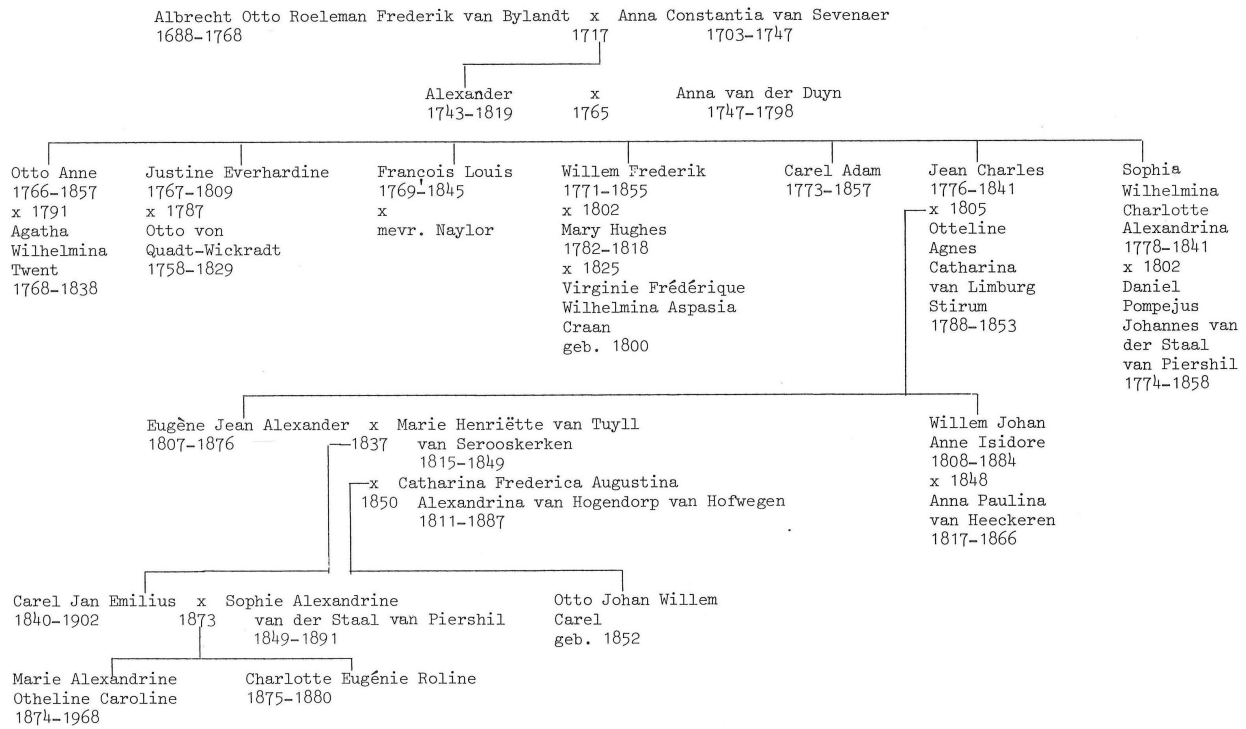 Albrecht Otto Roeleman Frederik van Bylandt x Anna Constantia van Sevenaer
1688-1768 1717 1703-1747
Alexander x Anna van der Duyn
1743-1819 1765 1747-1798
Otto Anne
1766-1857
x 1791
Agatha
Wilhelmina
Twent
1768-1838
Justine Everhardine
1767-1809
x 1787
Otto von
Quadt-Wickradt
1758-1829
François Louis
1769-1845
x
mevr. Naylor
Willem Frederik
1771-1855
x 1802
Mary Hughes
1782-1818
x 1825
Virginie Frédérique
Wilhelmina Aspasia
Craan
geb. 1800
Carel Adam
1773-1857
Jean Charles
1776-1841
x 1805
Otteline
Agnes
Catharina
van Limburg
Stirum
1788-1853
Sophia
Wilhelmina
Charlotte
Alexandrina
1778-1841
x 1802
Daniel
Pompejus
Johannes van
der Staal
van Piershil
1774-1858
Eugène Jean Alexander x Marie Henriëtte van Tuyll
1807-1876 1837 van Serooskerken
1815-1849
x Catharina Frederica Augustina
1850 Alexandrina van Hogendorp van Hofwegen
1811-1887
Willem Johan
Anne Isidore
1808-1884
x 1848
Anna Paulina
van Heeckeren
1817-1866
Carel Jan Emilius x Sophie Alexandrine
1840-1902 1873 van der Staal van Piershil
1849-1891
Otto Johan Willem
Carel
geb. 1852
Marie Alexandrine
Otheline Caroline
1874-1968
Charlotte Eugénie Roline
1875-1880